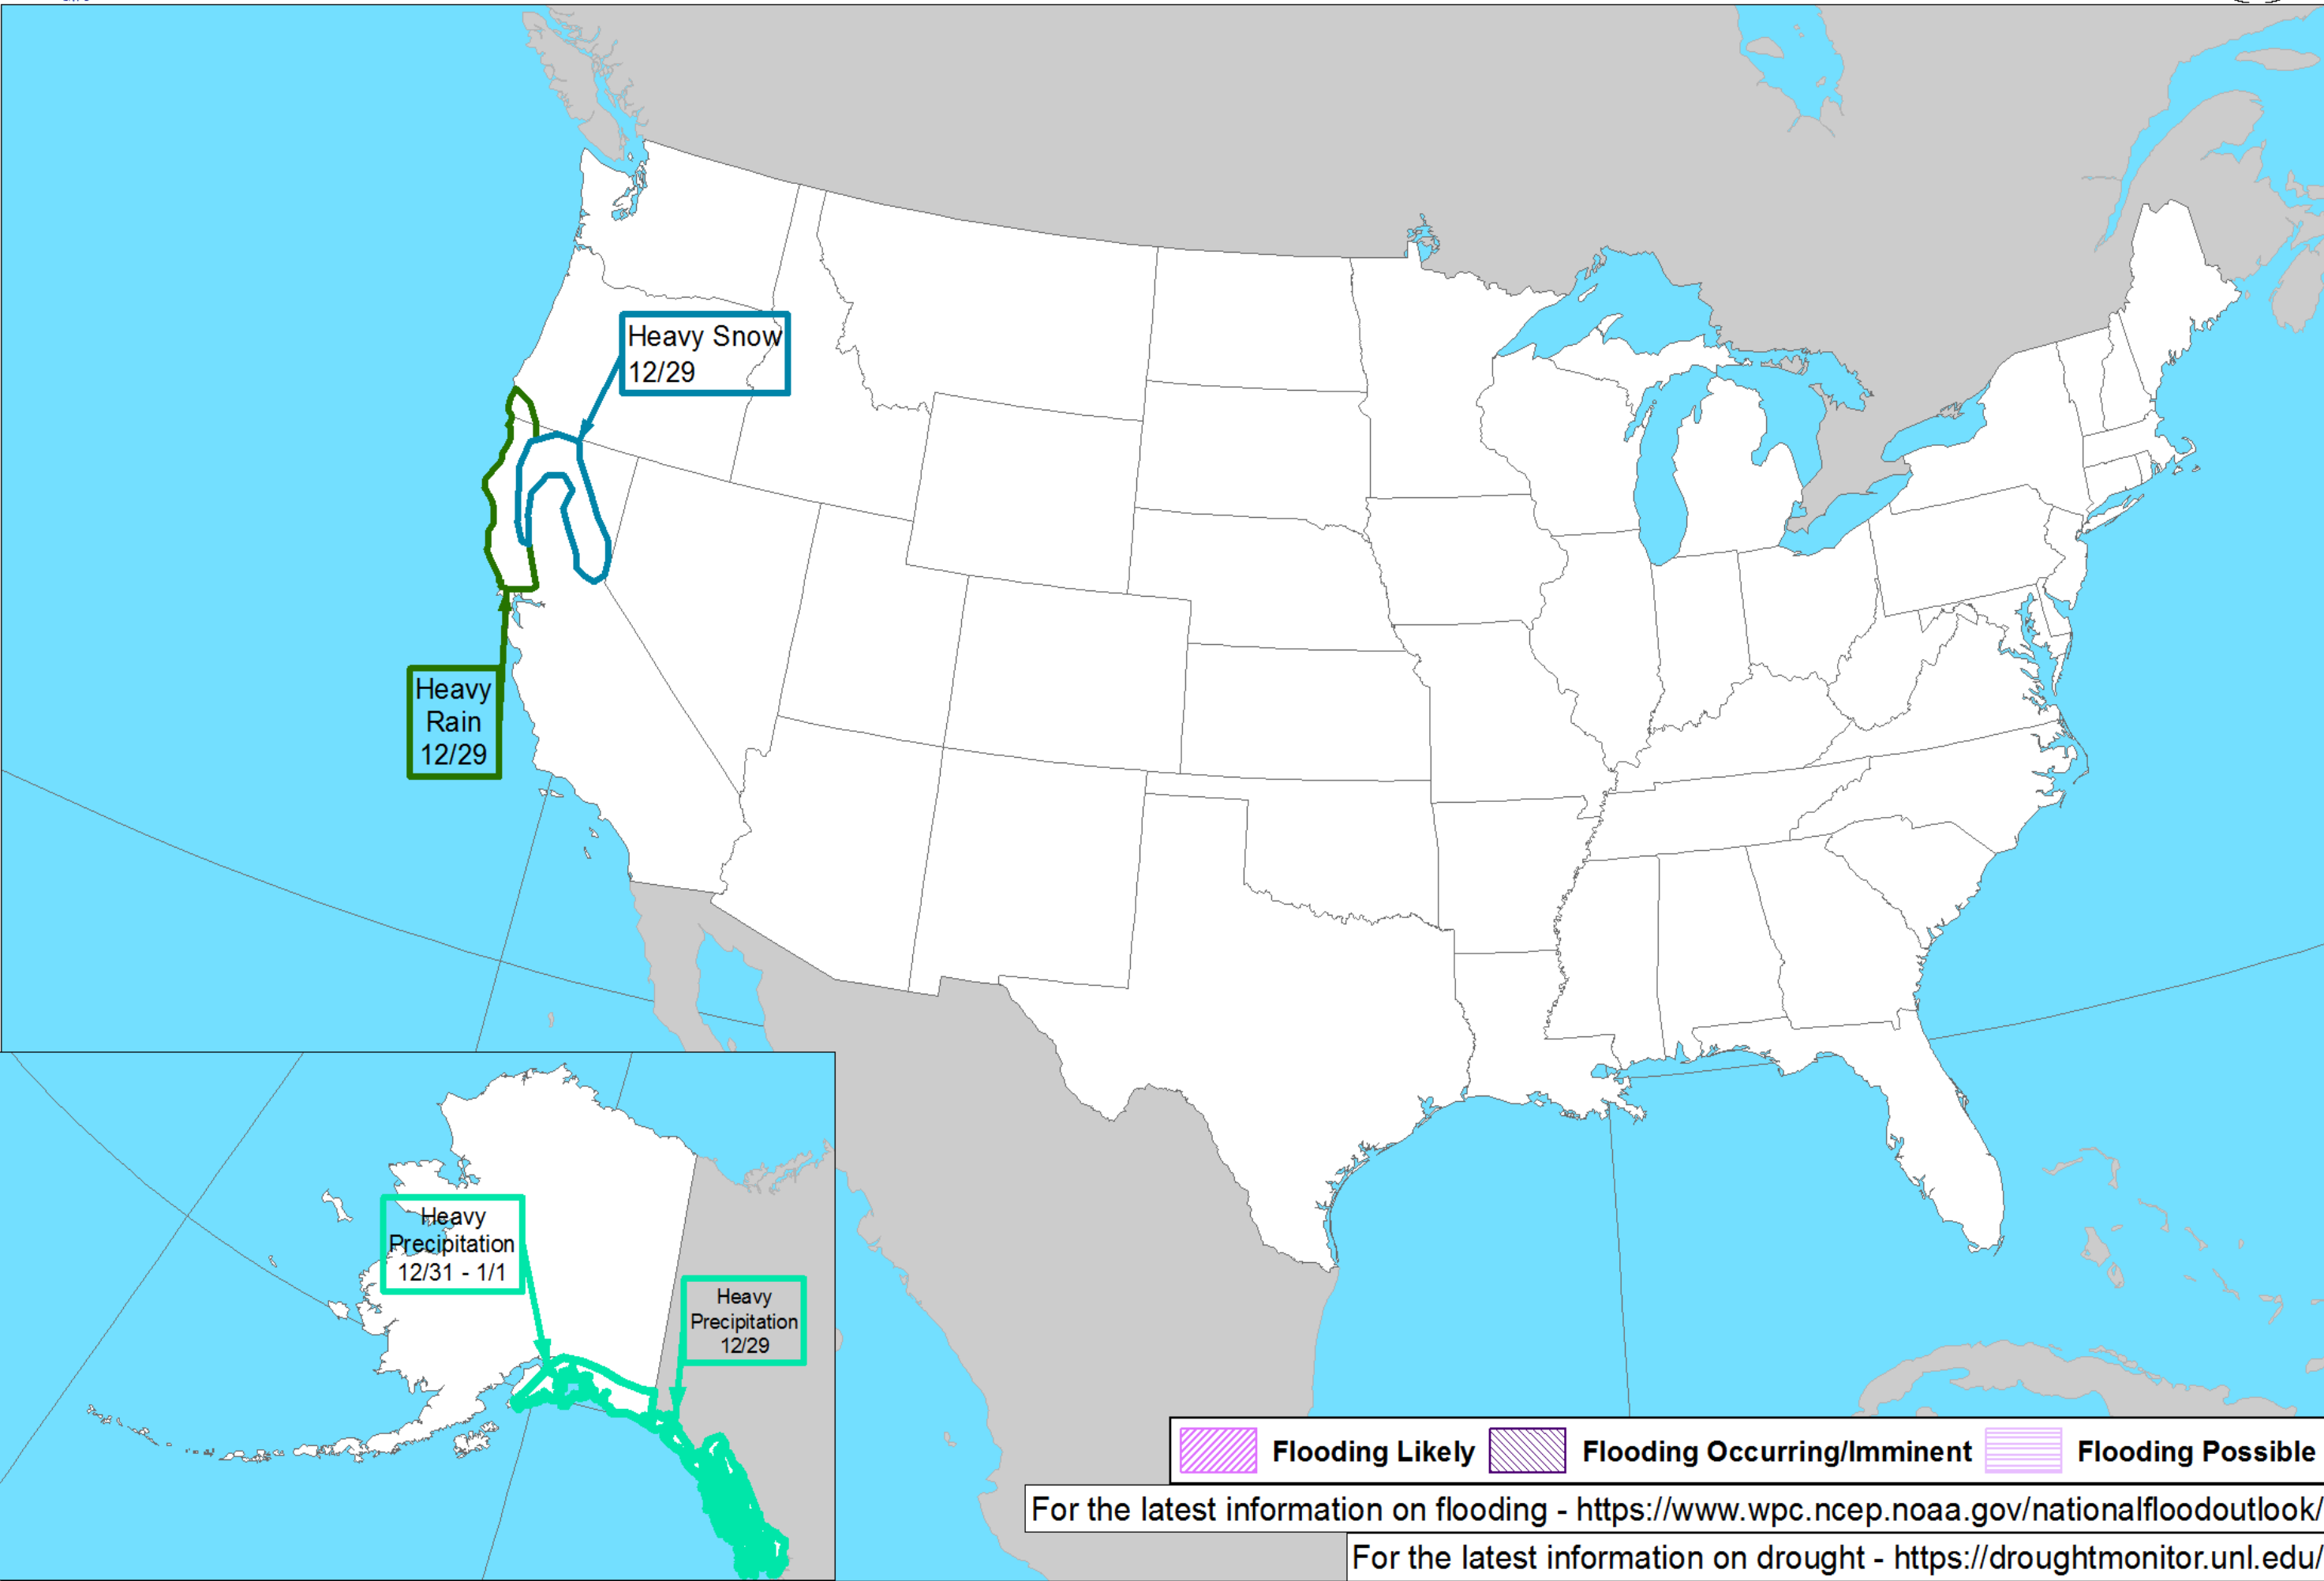 Heavy Snow
12/29
Heavy
Rain
12/29
Heavy
Precipitation
12/31 - 1/1
Heavy
Precipitation
12/29
Flooding Likely
Flooding Occurring/Imminent
Flooding Possible
For the latest information on flooding - https://www.wpc.ncep.noaa.gov/nationalfloodoutlook/
For the latest information on drought - https://droughtmonitor.unl.edu/